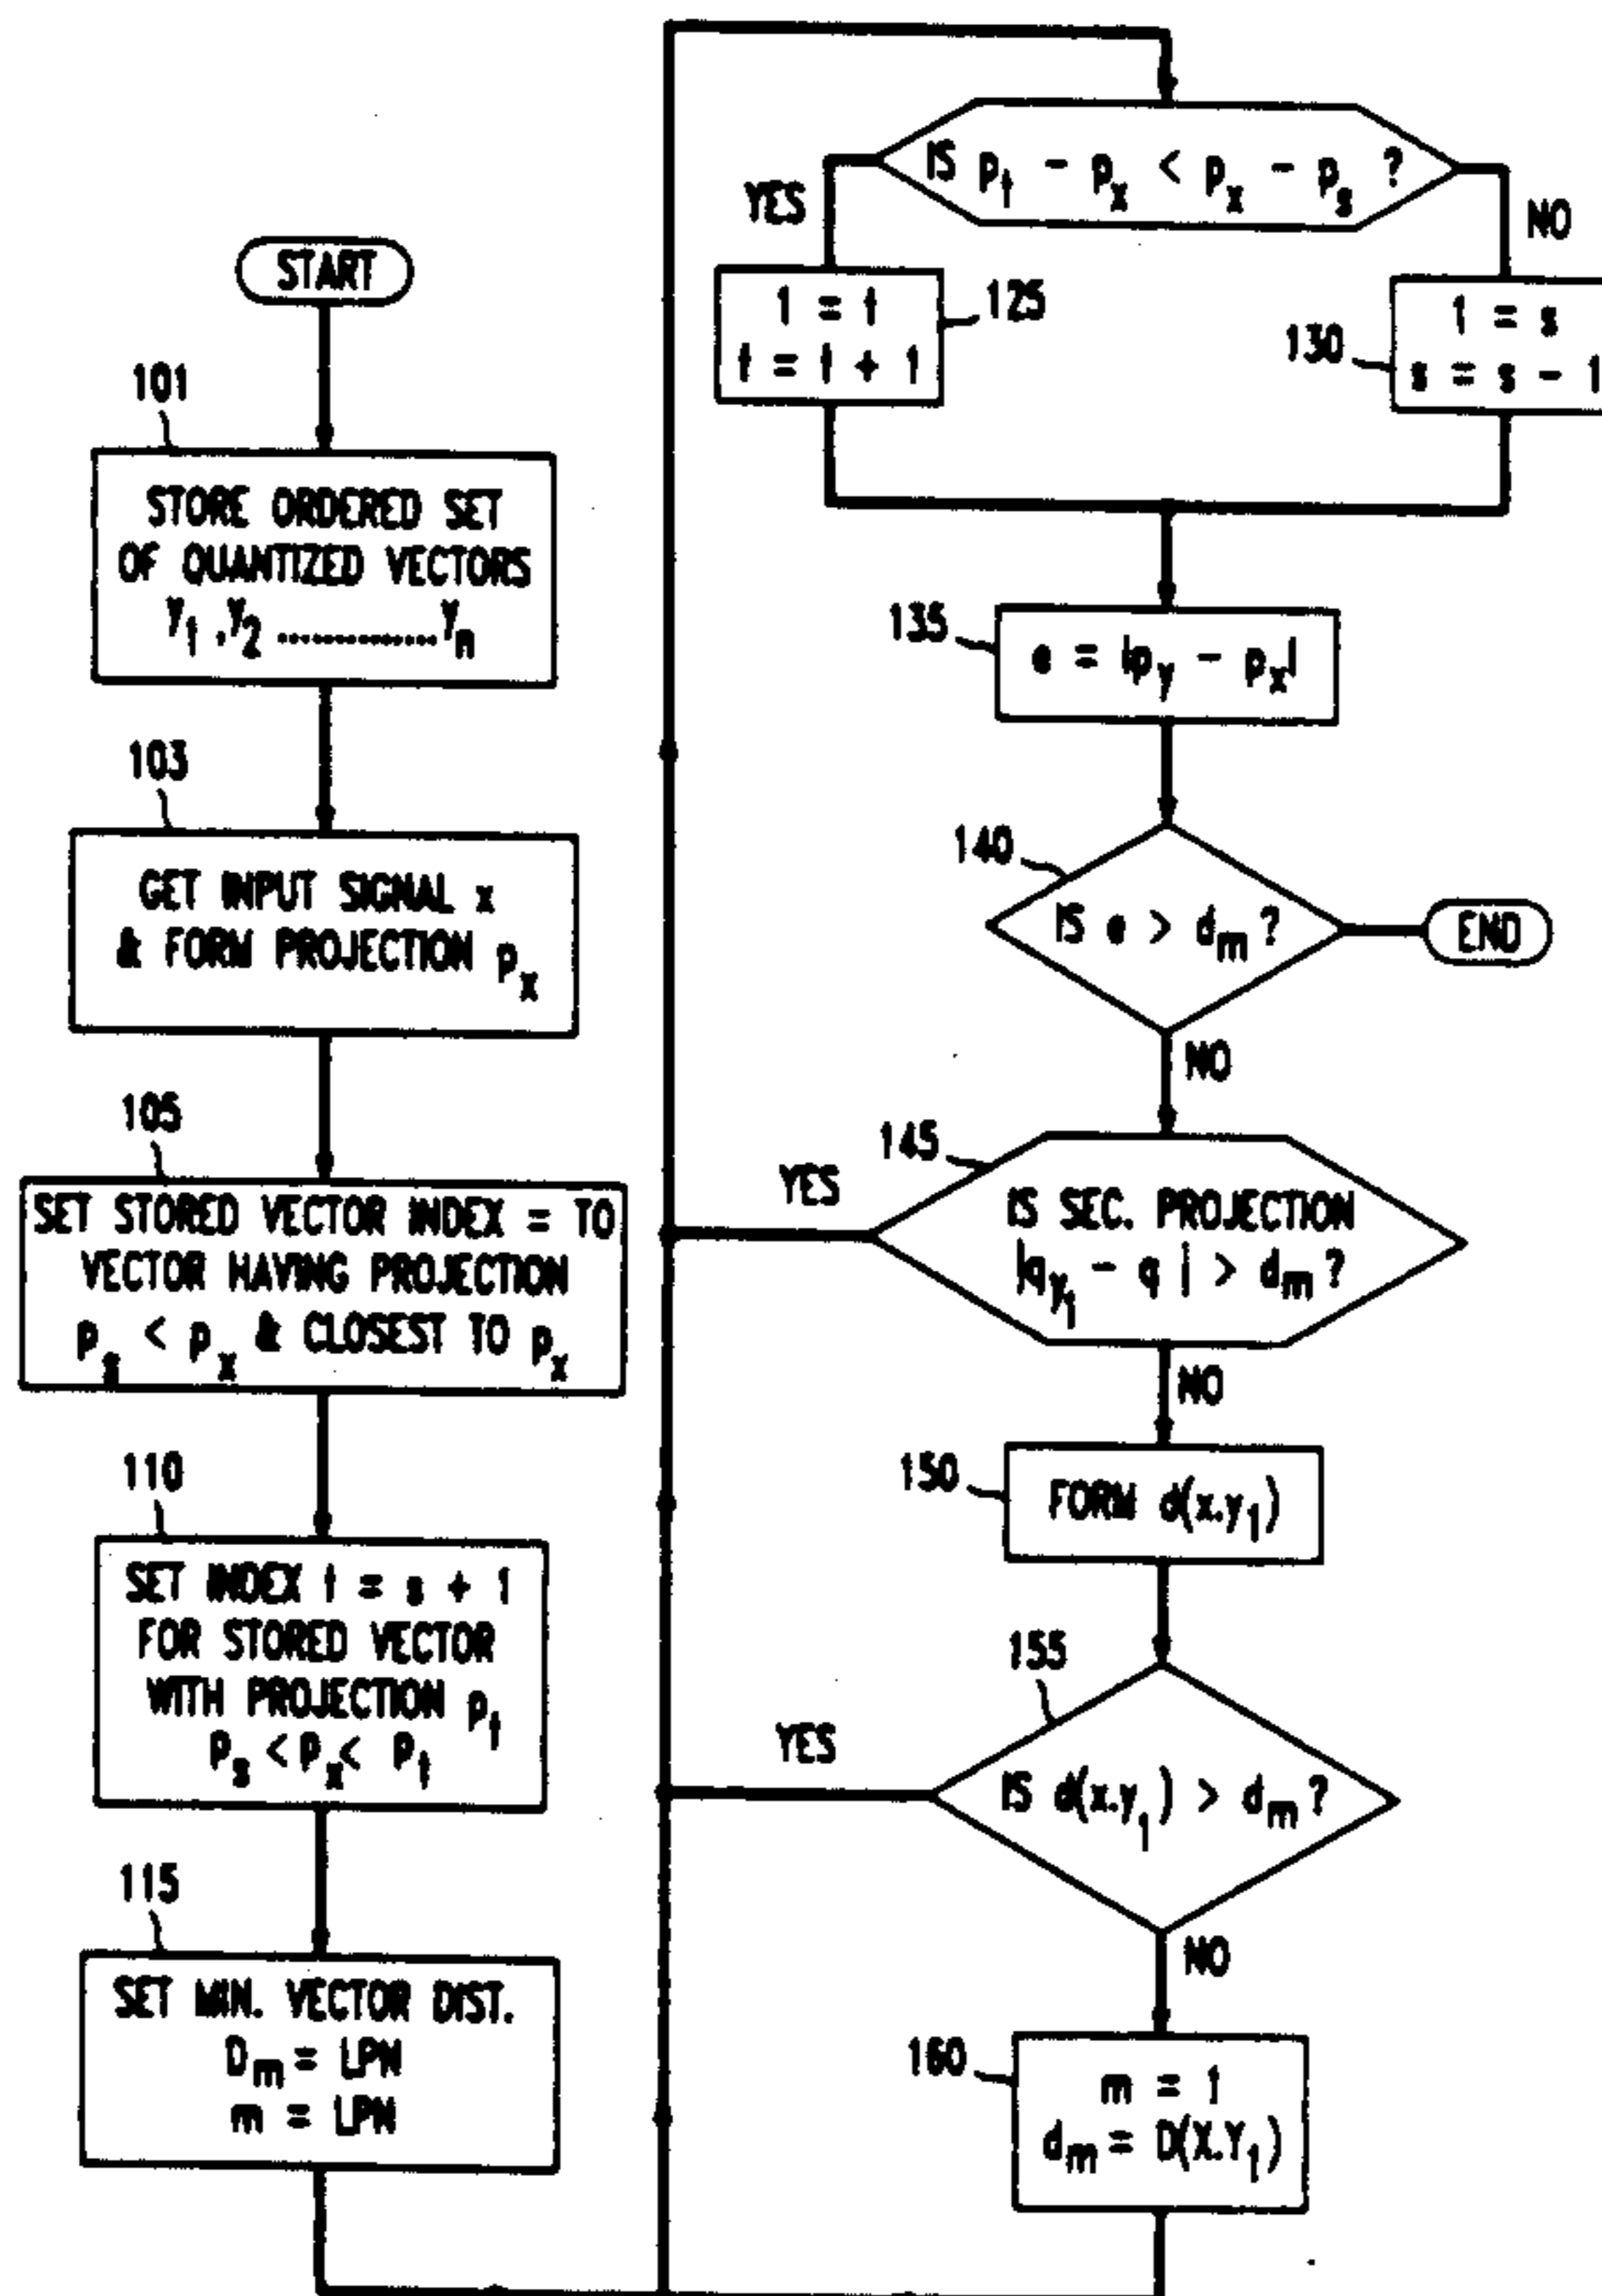 START
101
STORE ORDERED SET
OF QUANTIZED VECTORS
y1 , y2 .............. yn
103
GET INPUT SIGNAL x
& FORM PROJECTION px
105
SET STORED VECTOR INDEX = TO
VECTOR HAVING PROJECTION
ps < px & CLOSEST TO px
110
SET INDEX t = s + 1
FOR STORED VECTOR
WITH PROJECTION pt
ps < px < pt
115
SET MIN. VECTOR DIST.
Dm = LPN
m = LPN
IS pt - px < px - ps ?
YES
NO
1 = t
t = t + 1
125
130
1 = s
s = s - 1
135
e = |py - px|
140
IS e > dm ?
END
NO
145
YES
IS SEC. PROJECTION
|qy1 - q | > dm ?
NO
150
FORM d(x.y1)
155
YES
IS d(x.y1) > dm ?
NO
160
m = 1
dm = D(X.Y1)